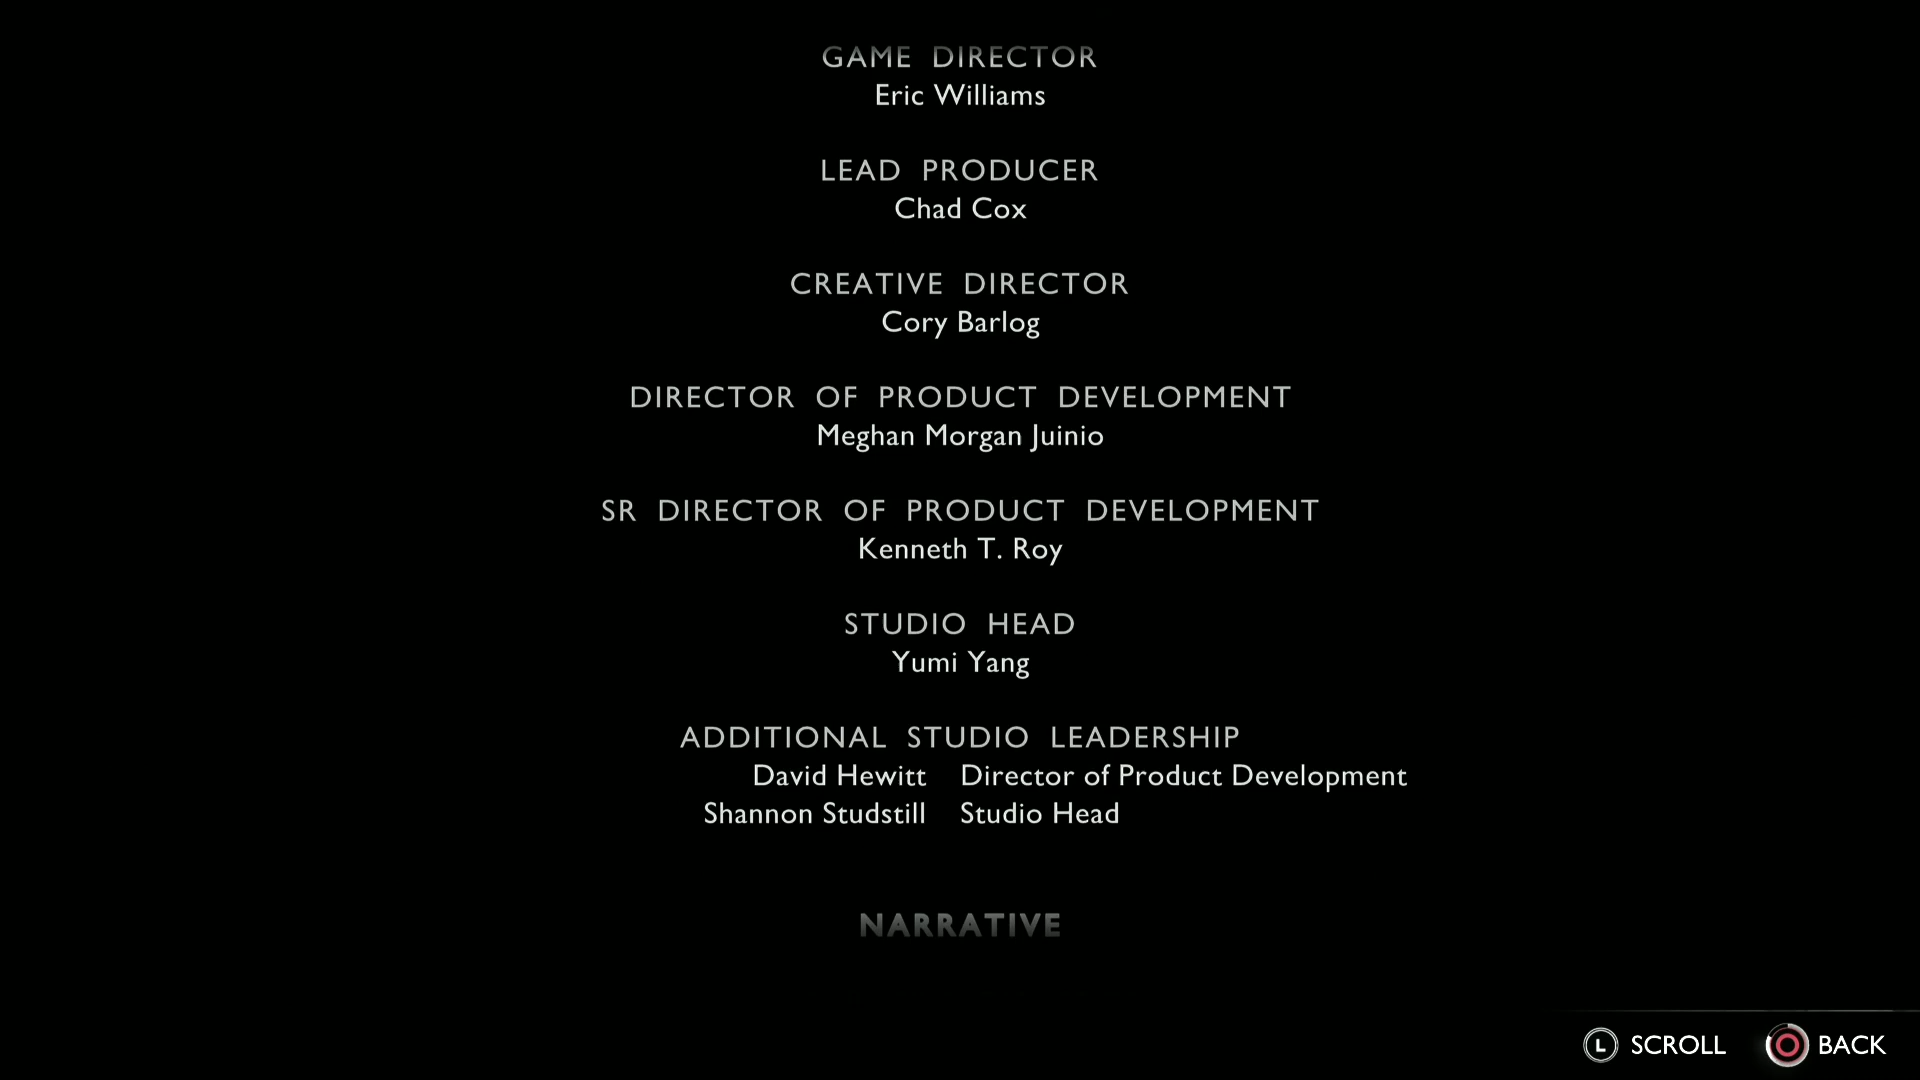 GAME DIRECTOR
Eric Williams
LEAD PRODUCER
Chad Cox
CREATIVE DIRECTOR
Cory Barlog
DIRECTOR OF PRODUCT DEVELOPMENT
Meghan Morgan Juinio
SR DIRECTOR OF PRODUCT DEVELOPMENT
Kenneth T. Roy
STUDIO HEAD
Yumi Yang
ADDITIONAL STUDIO LEADERSHIP
David Hewitt Director of Product Development
Shannon Studstill Studio Head
NARRATIVE
L SCROLL BACK